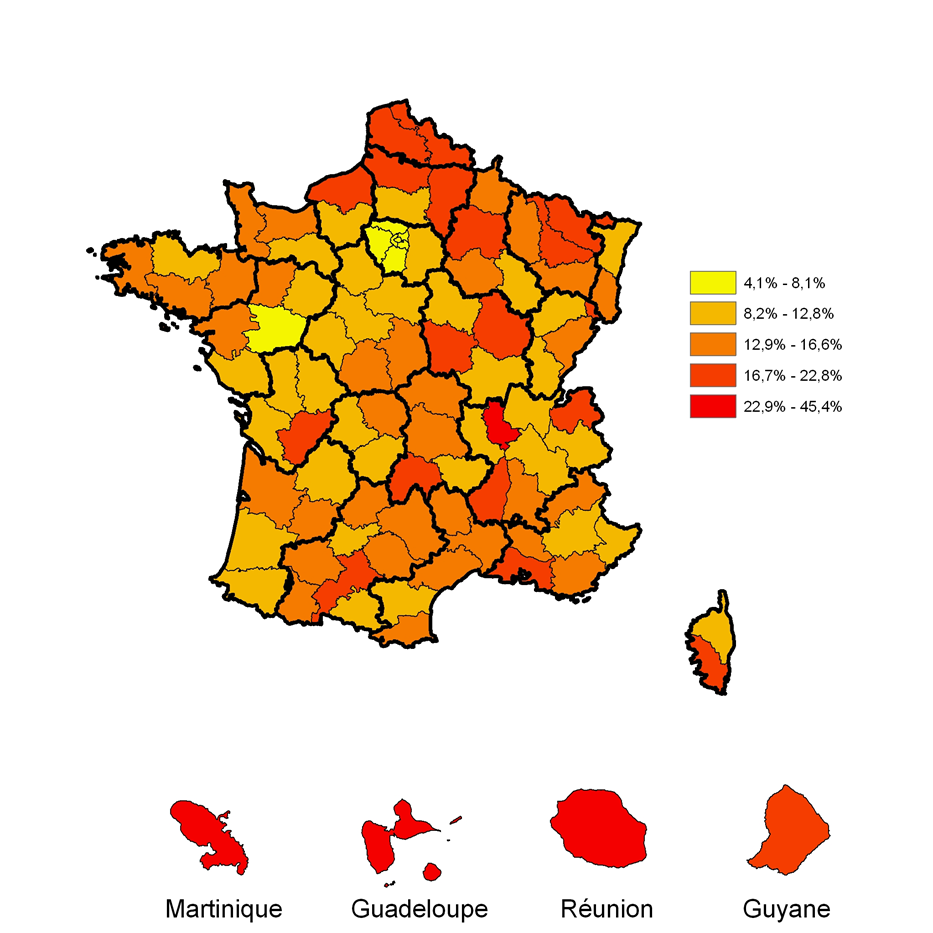 4,1% - 8,1%
8,2% - 12,8%
12,9% - 16,6%
16,7% - 22,8%
22,9% - 45,4%
Martinique
Guadeloupe
Réunion
Guyane